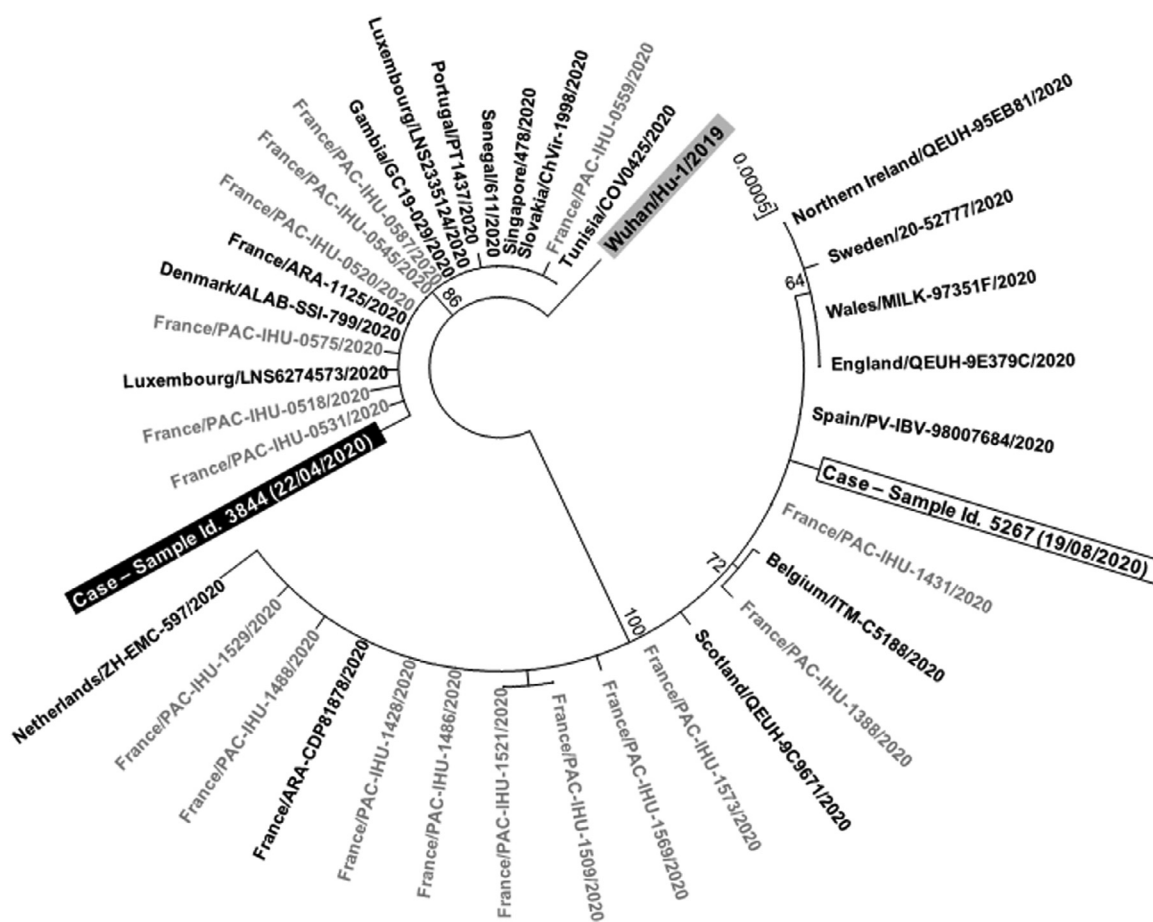 Luxembourg/LNS2335124/2020
Portugal/PT1437/2020
Senegal/611/2020
Singapore/478/2020
Slovakia/ChVir-1998/2020
France/PAC-IHU-0559/2020
Tunisia/COV0425/2020
Wuhan/Hu-1/2019
0.00005
Northern Ireland/QEUH-95EB81/2020
Sweden/20-52777/2020
64
Wales/MILK-97351F/2020
England/QEUH-9E379C/2020
Spain/PV-IBV-98007684/2020
Case – Sample Id. 5267 (19/08/2020)
France/PAC-IHU-1431/2020
Belgium/ITM-C5188/2020
72
France/PAC-IHU-1388/2020
Scotland/QEUH-9C9671/2020
100
France/PAC-IHU-1573/2020
France/PAC-IHU-1569/2020
France/PAC-IHU-1509/2020
France/PAC-IHU-1521/2020
France/PAC-IHU-1486/2020
France/PAC-IHU-1428/2020
France/ARA-CDP81878/2020
France/PAC-IHU-1488/2020
France/PAC-IHU-1529/2020
Netherlands/ZH-EMC-597/2020
Case – Sample Id. 3844 (22/04/2020)
France/PAC-IHU-0531/2020
France/PAC-IHU-0518/2020
Luxembourg/LNS6274573/2020
France/PAC-IHU-0575/2020
Denmark/ALAB-SSI-799/2020
France/ARA-1125/2020
France/PAC-IHU-0520/2020
France/PAC-IHU-0545/2020
France/PAC-IHU-0587/2020
Gambia/GC19-029/2020
86